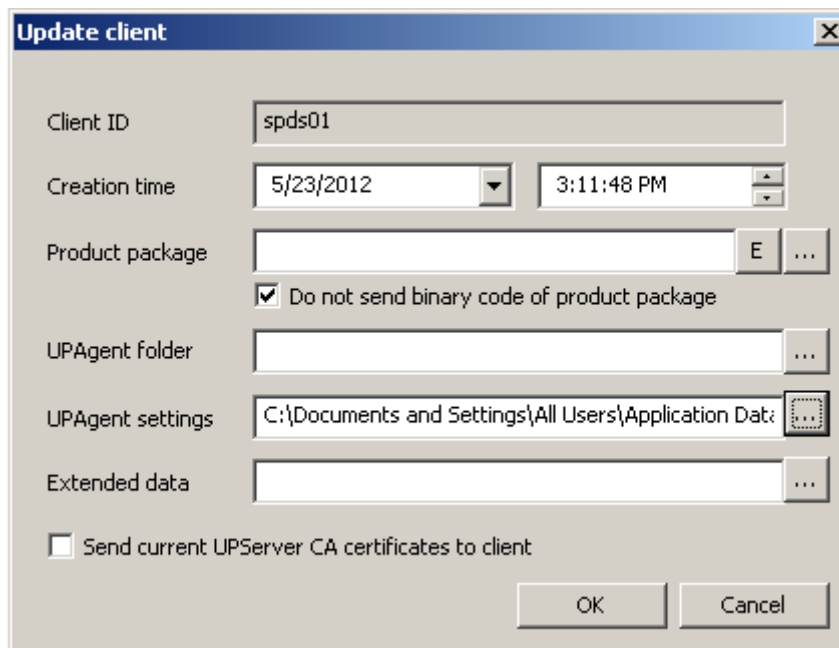 Update client
Client ID spds01
Creation time 5/23/2012 3:11:48 PM
Product package E ...
Do not send binary code of product package
UPAgent folder ...
UPAgent settings C:\Documents and Settings\All Users\Application Data ...
Extended data ...
Send current UPServer CA certificates to client
OK Cancel